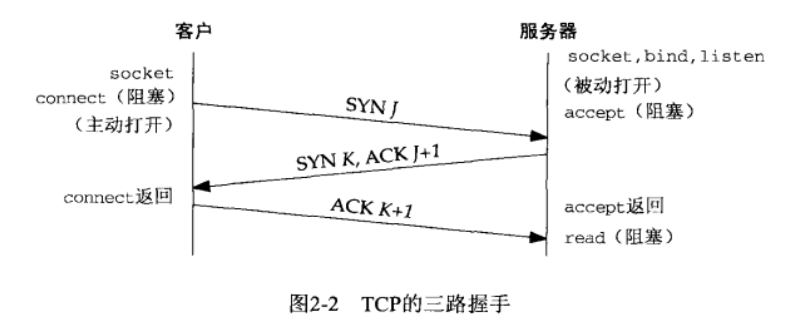 客户
服务器
socket
connect（阻塞）
（主动打开）
socket,bind,listen
（被动打开）
accept（阻塞）
SYN J
SYN K, ACK J+1
connect返回
ACK K+1
accept返回
read（阻塞）
图2-2 TCP的三路握手